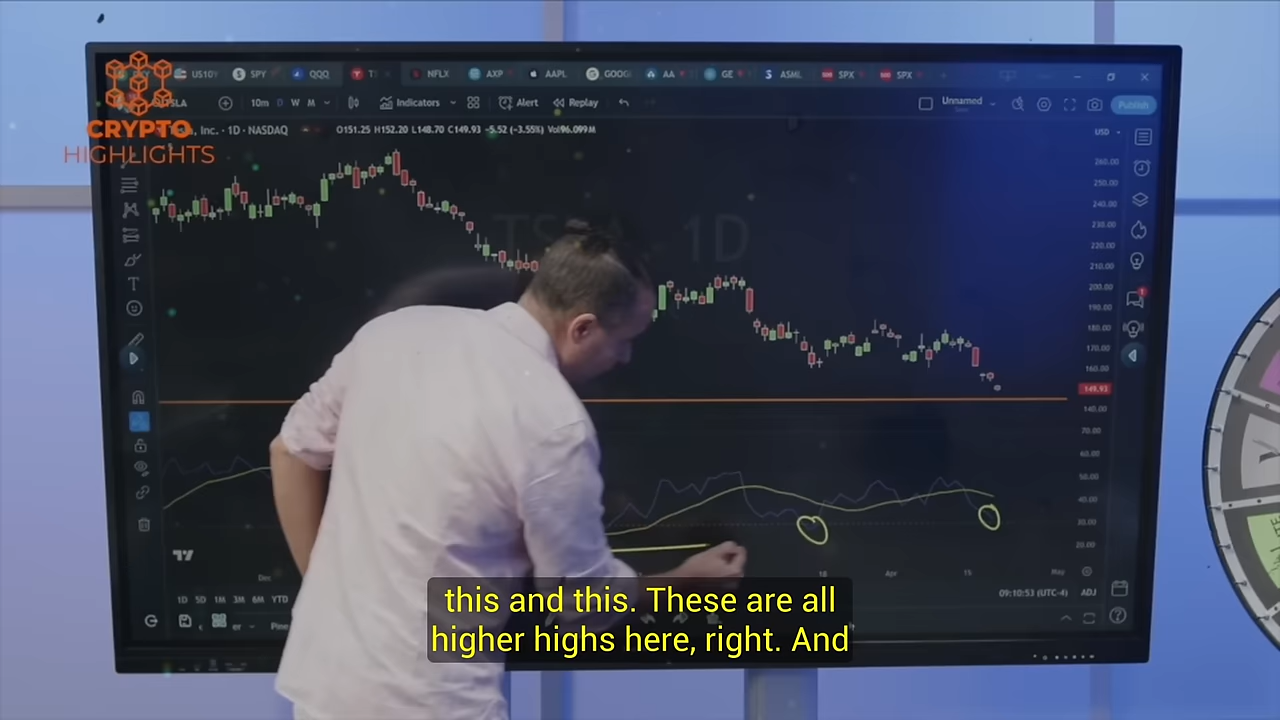 US10Y SPY QQQ NFLX AXP AAPL GOOG AA GE ASML SPX SPX
10m D W M Indicators Alert Replay Unnamed Publish
CRYPTO
HIGHLIGHTS
Inc. · 1D · NASDAQ O151.25 H152.20 L148.70 C149.93 −5.52 (−3.55%) Vol96.099M
USD
260.00
250.00
240.00
230.00
220.00
210.00
200.00
190.00
180.00
170.00
160.00
149.93
140.00
1D
70.00
60.00
50.00
40.00
30.00
20.00
Dec 18 Apr 15 May
1D 5D 1M 3M 6M YTD 09:10:53 (UTC-4) ADJ
this and this. These are all
higher highs here, right. And